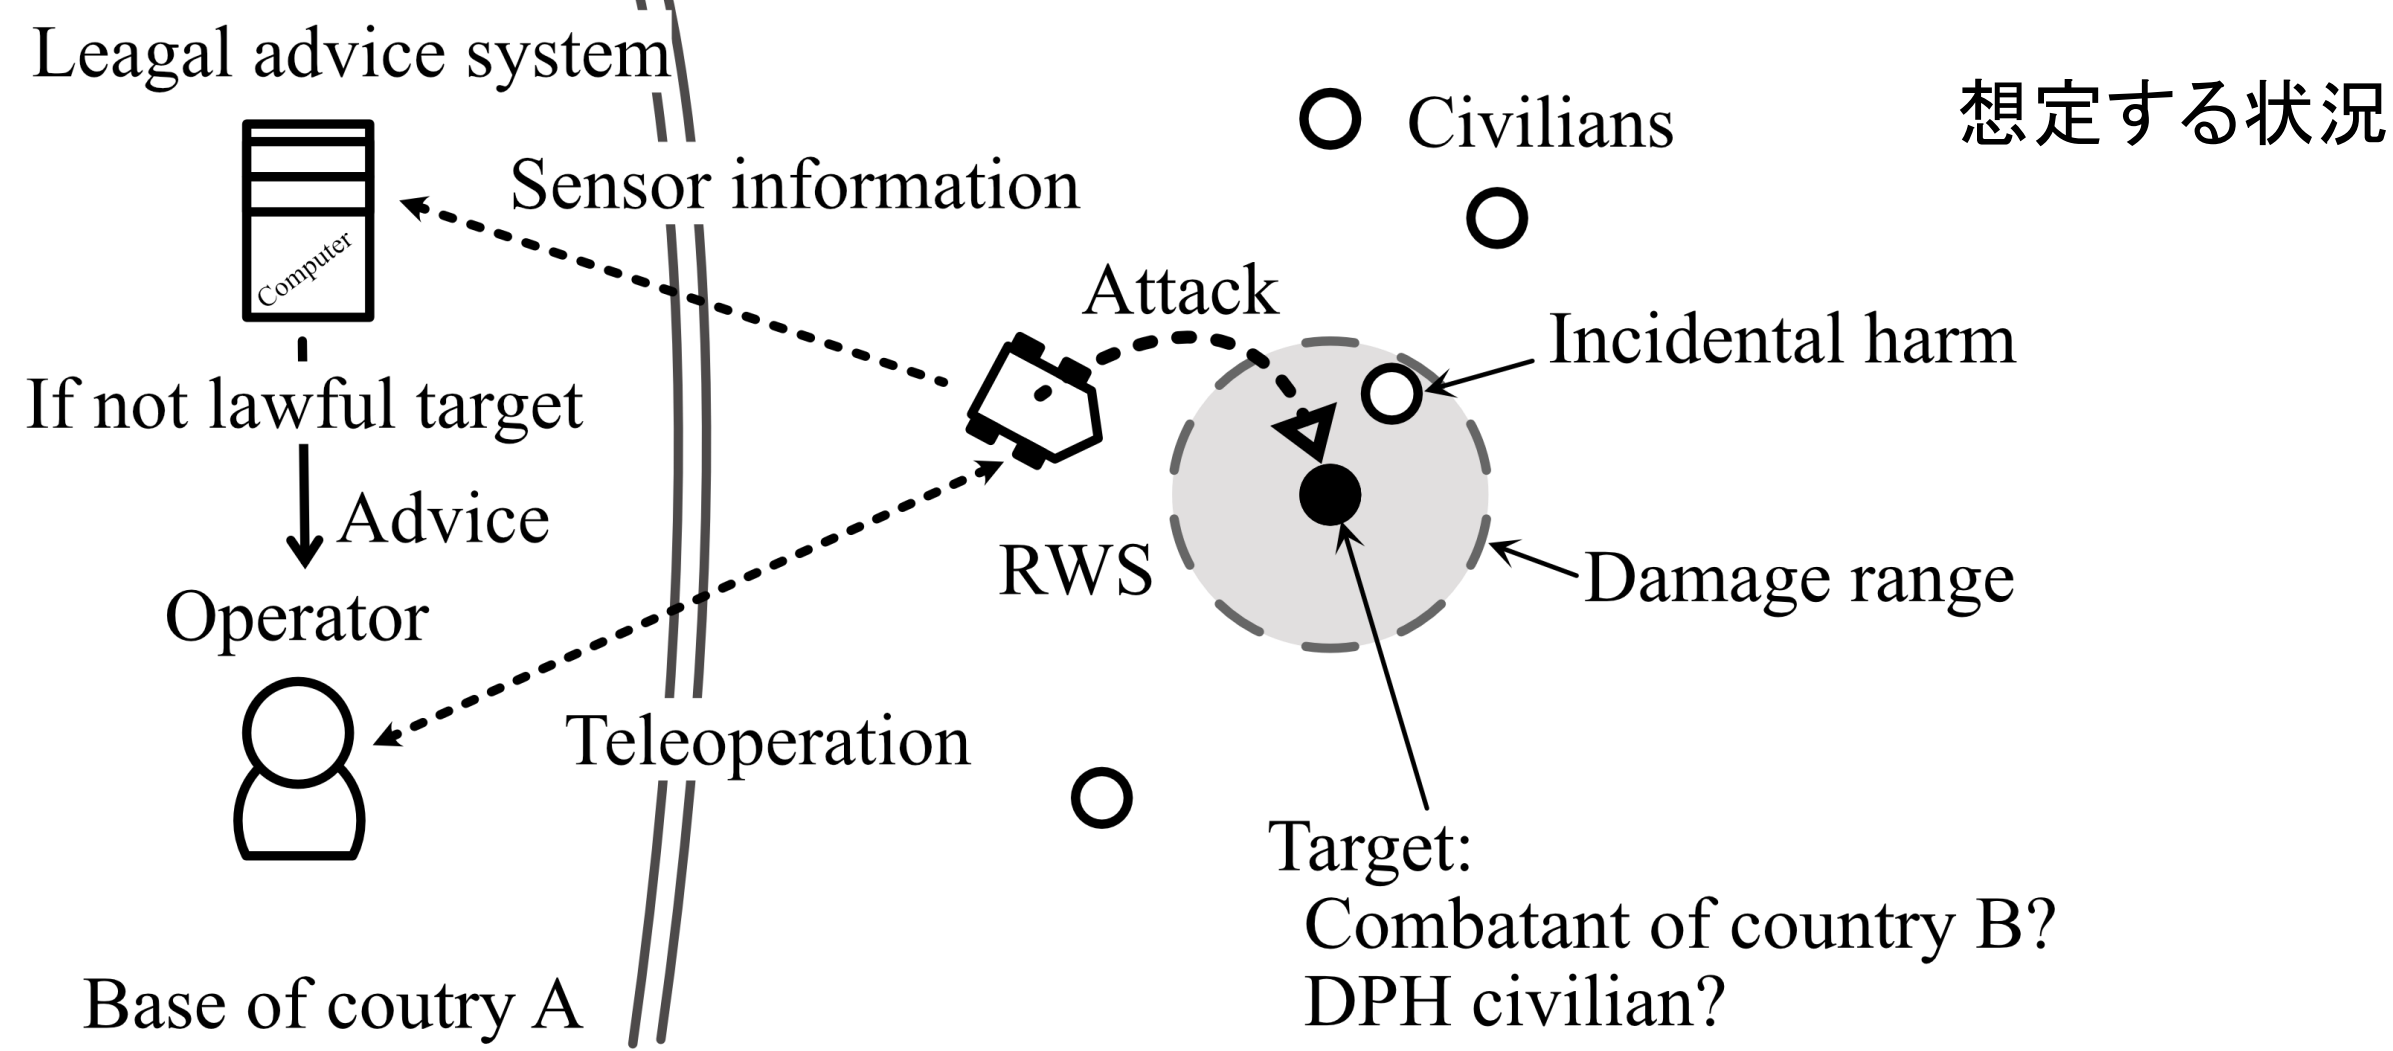 Leagal advice system
想定する状況
Civilians
Sensor information
Computer
Attack
Incidental harm
If not lawful target
Advice
RWS
Damage range
Operator
Teleoperation
Target:
Combatant of country B?
DPH civilian?
Base of coutry A